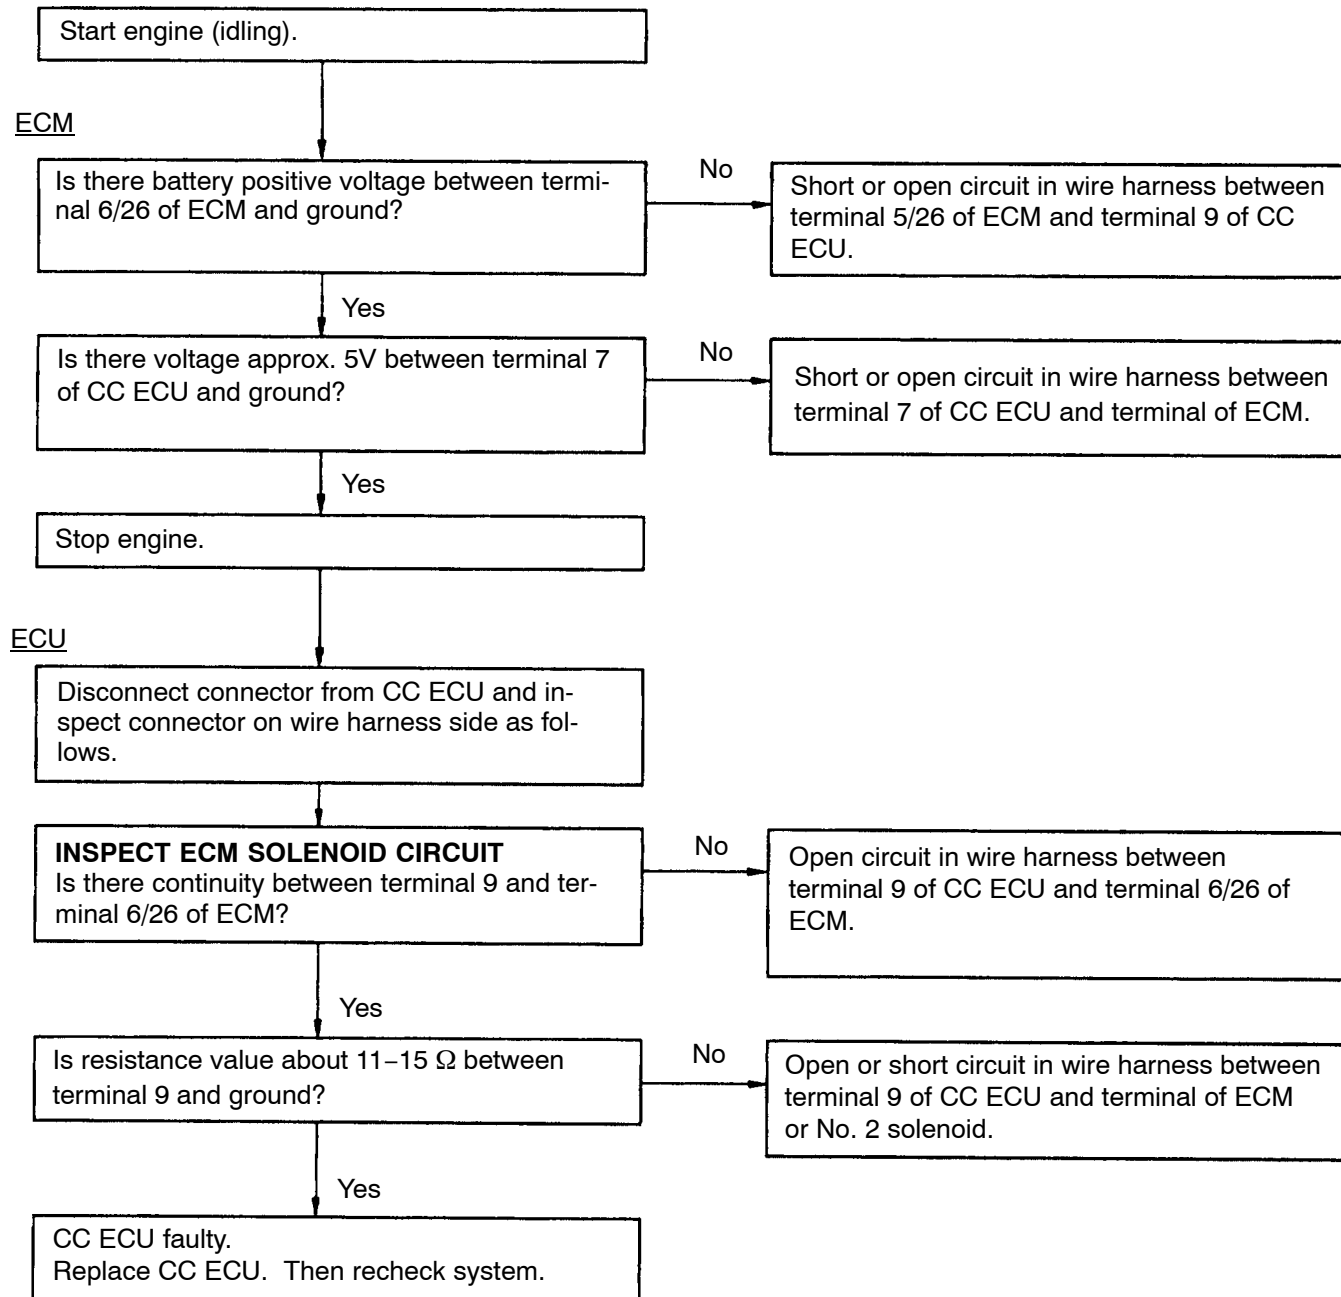 Start engine (idling).
ECM
Is there battery positive voltage between termi-
nal 6/26 of ECM and ground?
No
Short or open circuit in wire harness between
terminal 5/26 of ECM and terminal 9 of CC
ECU.
Yes
Is there voltage approx. 5V between terminal 7
of CC ECU and ground?
No
Short or open circuit in wire harness between
terminal 7 of CC ECU and terminal of ECM.
Yes
Stop engine.
ECU
Disconnect connector from CC ECU and in-
spect connector on wire harness side as fol-
lows.
INSPECT ECM SOLENOID CIRCUIT
Is there continuity between terminal 9 and ter-
minal 6/26 of ECM?
No
Open circuit in wire harness between
terminal 9 of CC ECU and terminal 6/26 of
ECM.
Yes
Is resistance value about 11–15 Ω between
terminal 9 and ground?
No
Open or short circuit in wire harness between
terminal 9 of CC ECU and terminal of ECM
or No. 2 solenoid.
Yes
CC ECU faulty.
Replace CC ECU. Then recheck system.